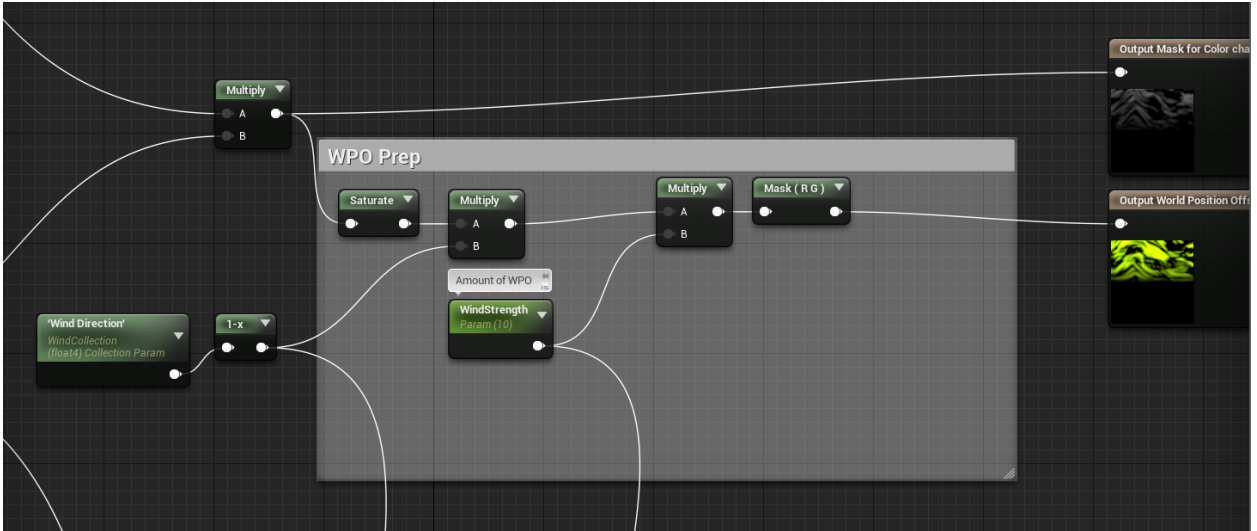 Output Mask for Color cha
Multiply
A
B
WPO Prep
Saturate
Multiply
A
B
Multiply
A
B
Mask ( R G )
Output World Position Offs
Amount of WPO
'Wind Direction'
WindCollection
(float4) Collection Param
1-x
WindStrength
Param (10)